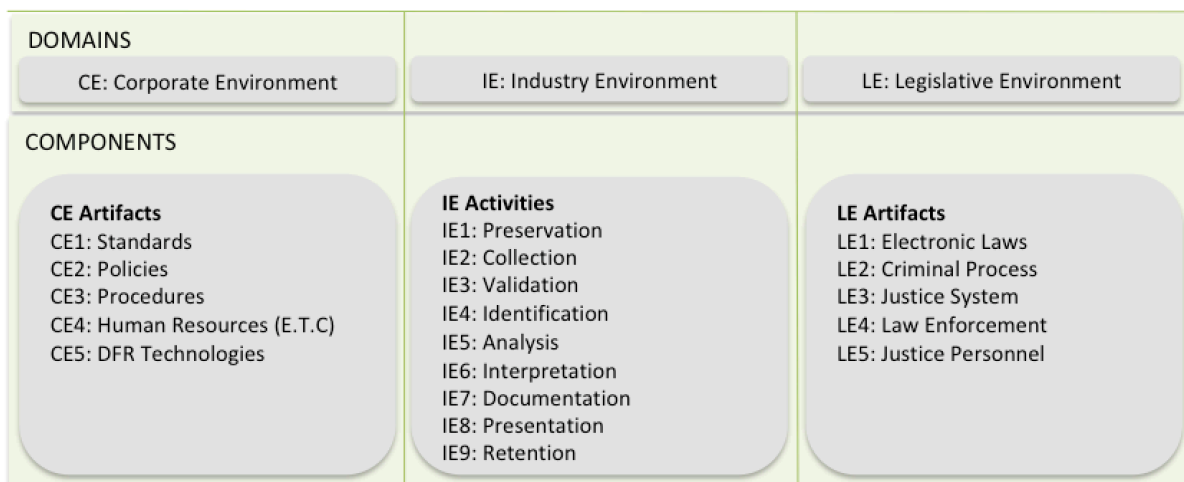 DOMAINS
CE: Corporate Environment
IE: Industry Environment
LE: Legislative Environment
COMPONENTS
CE Artifacts
CE1: Standards
CE2: Policies
CE3: Procedures
CE4: Human Resources (E.T.C)
CE5: DFR Technologies
IE Activities
IE1: Preservation
IE2: Collection
IE3: Validation
IE4: Identification
IE5: Analysis
IE6: Interpretation
IE7: Documentation
IE8: Presentation
IE9: Retention
LE Artifacts
LE1: Electronic Laws
LE2: Criminal Process
LE3: Justice System
LE4: Law Enforcement
LE5: Justice Personnel